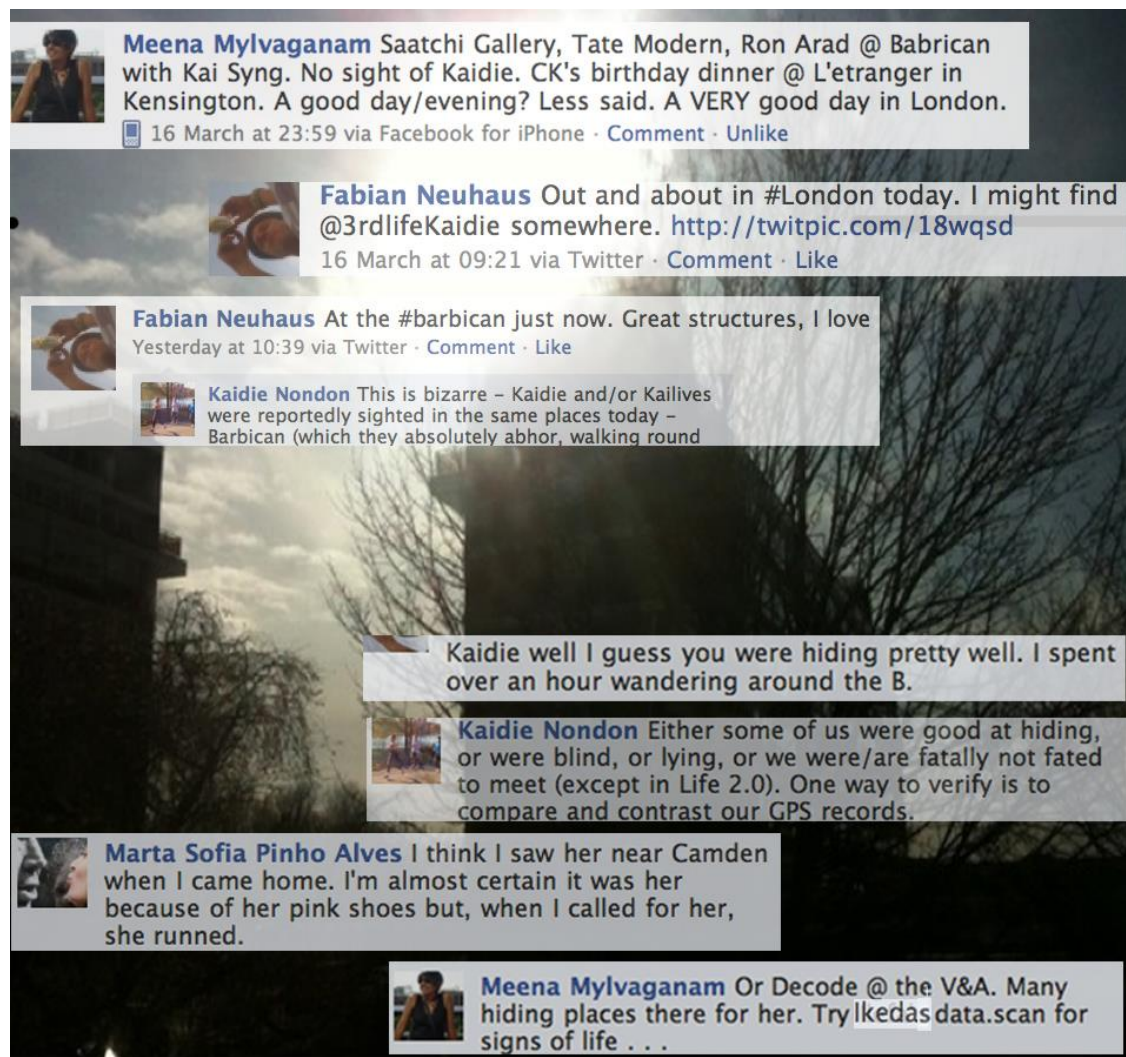 Meena Mylvaganam Saatchi Gallery, Tate Modern, Ron Arad @ Babrican
with Kai Syng. No sight of Kaidie. CK's birthday dinner @ L'etranger in
Kensington. A good day/evening? Less said. A VERY good day in London.
16 March at 23:59 via Facebook for iPhone · Comment · Unlike
Fabian Neuhaus Out and about in #London today. I might find
@3rdlifeKaidie somewhere. http://twitpic.com/18wqsd
16 March at 09:21 via Twitter · Comment · Like
Fabian Neuhaus At the #barbican just now. Great structures, I love
Yesterday at 10:39 via Twitter · Comment · Like
Kaidie Nondon This is bizarre – Kaidie and/or Kailives
were reportedly sighted in the same places today –
Barbican (which they absolutely abhor, walking round
Kaidie well I guess you were hiding pretty well. I spent
over an hour wandering around the B.
Kaidie Nondon Either some of us were good at hiding,
or were blind, or lying, or we were/are fatally not fated
to meet (except in Life 2.0). One way to verify is to
compare and contrast our GPS records.
Marta Sofia Pinho Alves I think I saw her near Camden
when I came home. I'm almost certain it was her
because of her pink shoes but, when I called for her,
she runned.
Meena Mylvaganam Or Decode @ the V&A. Many
hiding places there for her. Try Ikedas data.scan for
signs of life . . .